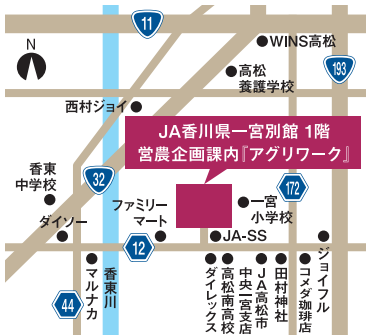 11
N
WINS高松
193
高松
養護学校
西村ジョイ
JA香川県一宮別館 1階
営農企画課内『アグリワーク』
香東
中学校
32
ファミリー
マート
一宮
小学校
172
ダイソー
12
JA-SS
マルナカ
香東川
ダイレックス
高松南高校
中央一宮支店
JA高松市
田村神社
コメダ珈琲店
ジョイフル
44